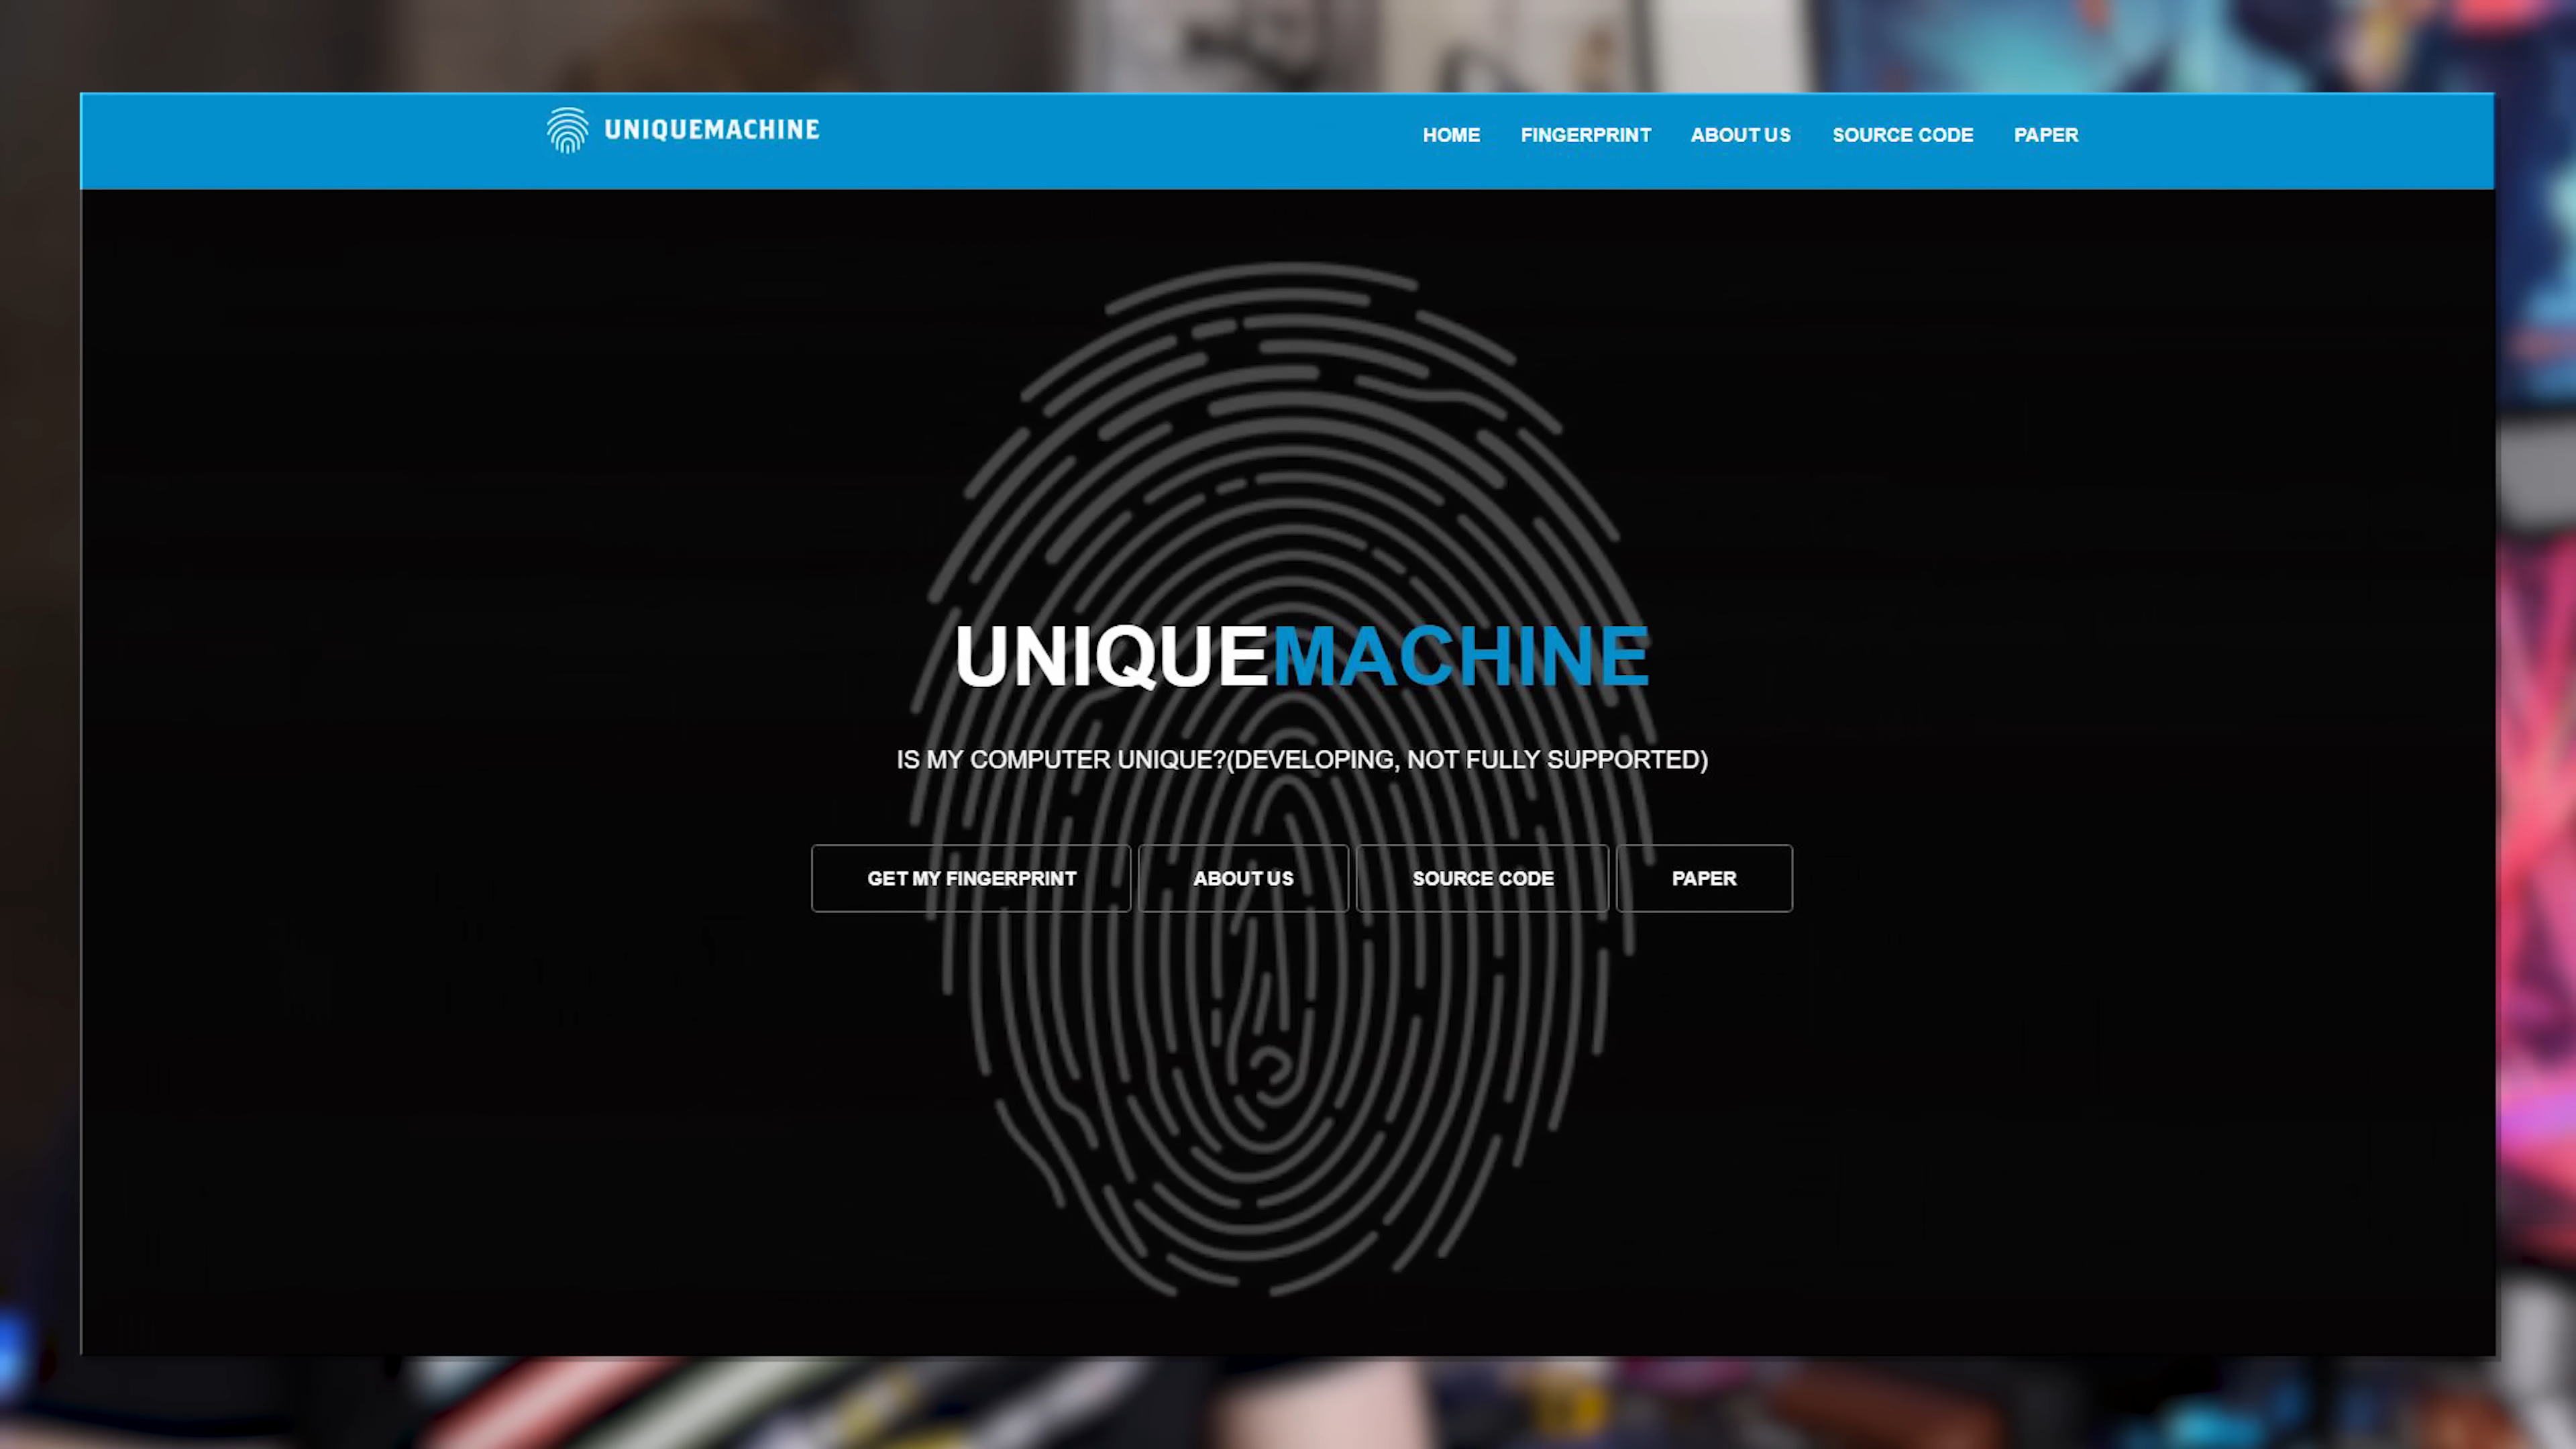 UNIQUEMACHINE
HOME FINGERPRINT ABOUT US SOURCE CODE PAPER
UNIQUEMACHINE
IS MY COMPUTER UNIQUE?(DEVELOPING, NOT FULLY SUPPORTED)
GET MY FINGERPRINT ABOUT US SOURCE CODE PAPER